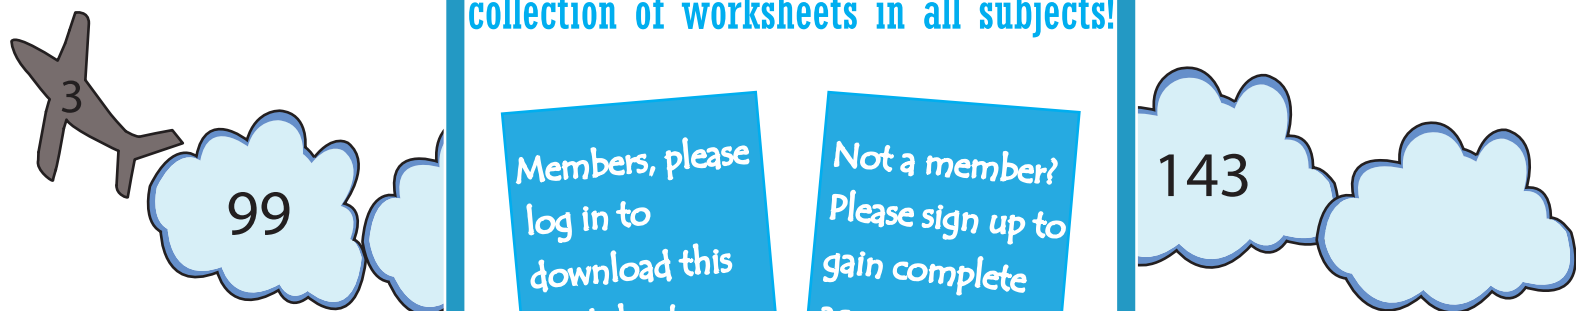 collection of worksheets in all subjects!
3
99
Members, please
log in to
download this
Not a member?
Please sign up to
gain complete
143